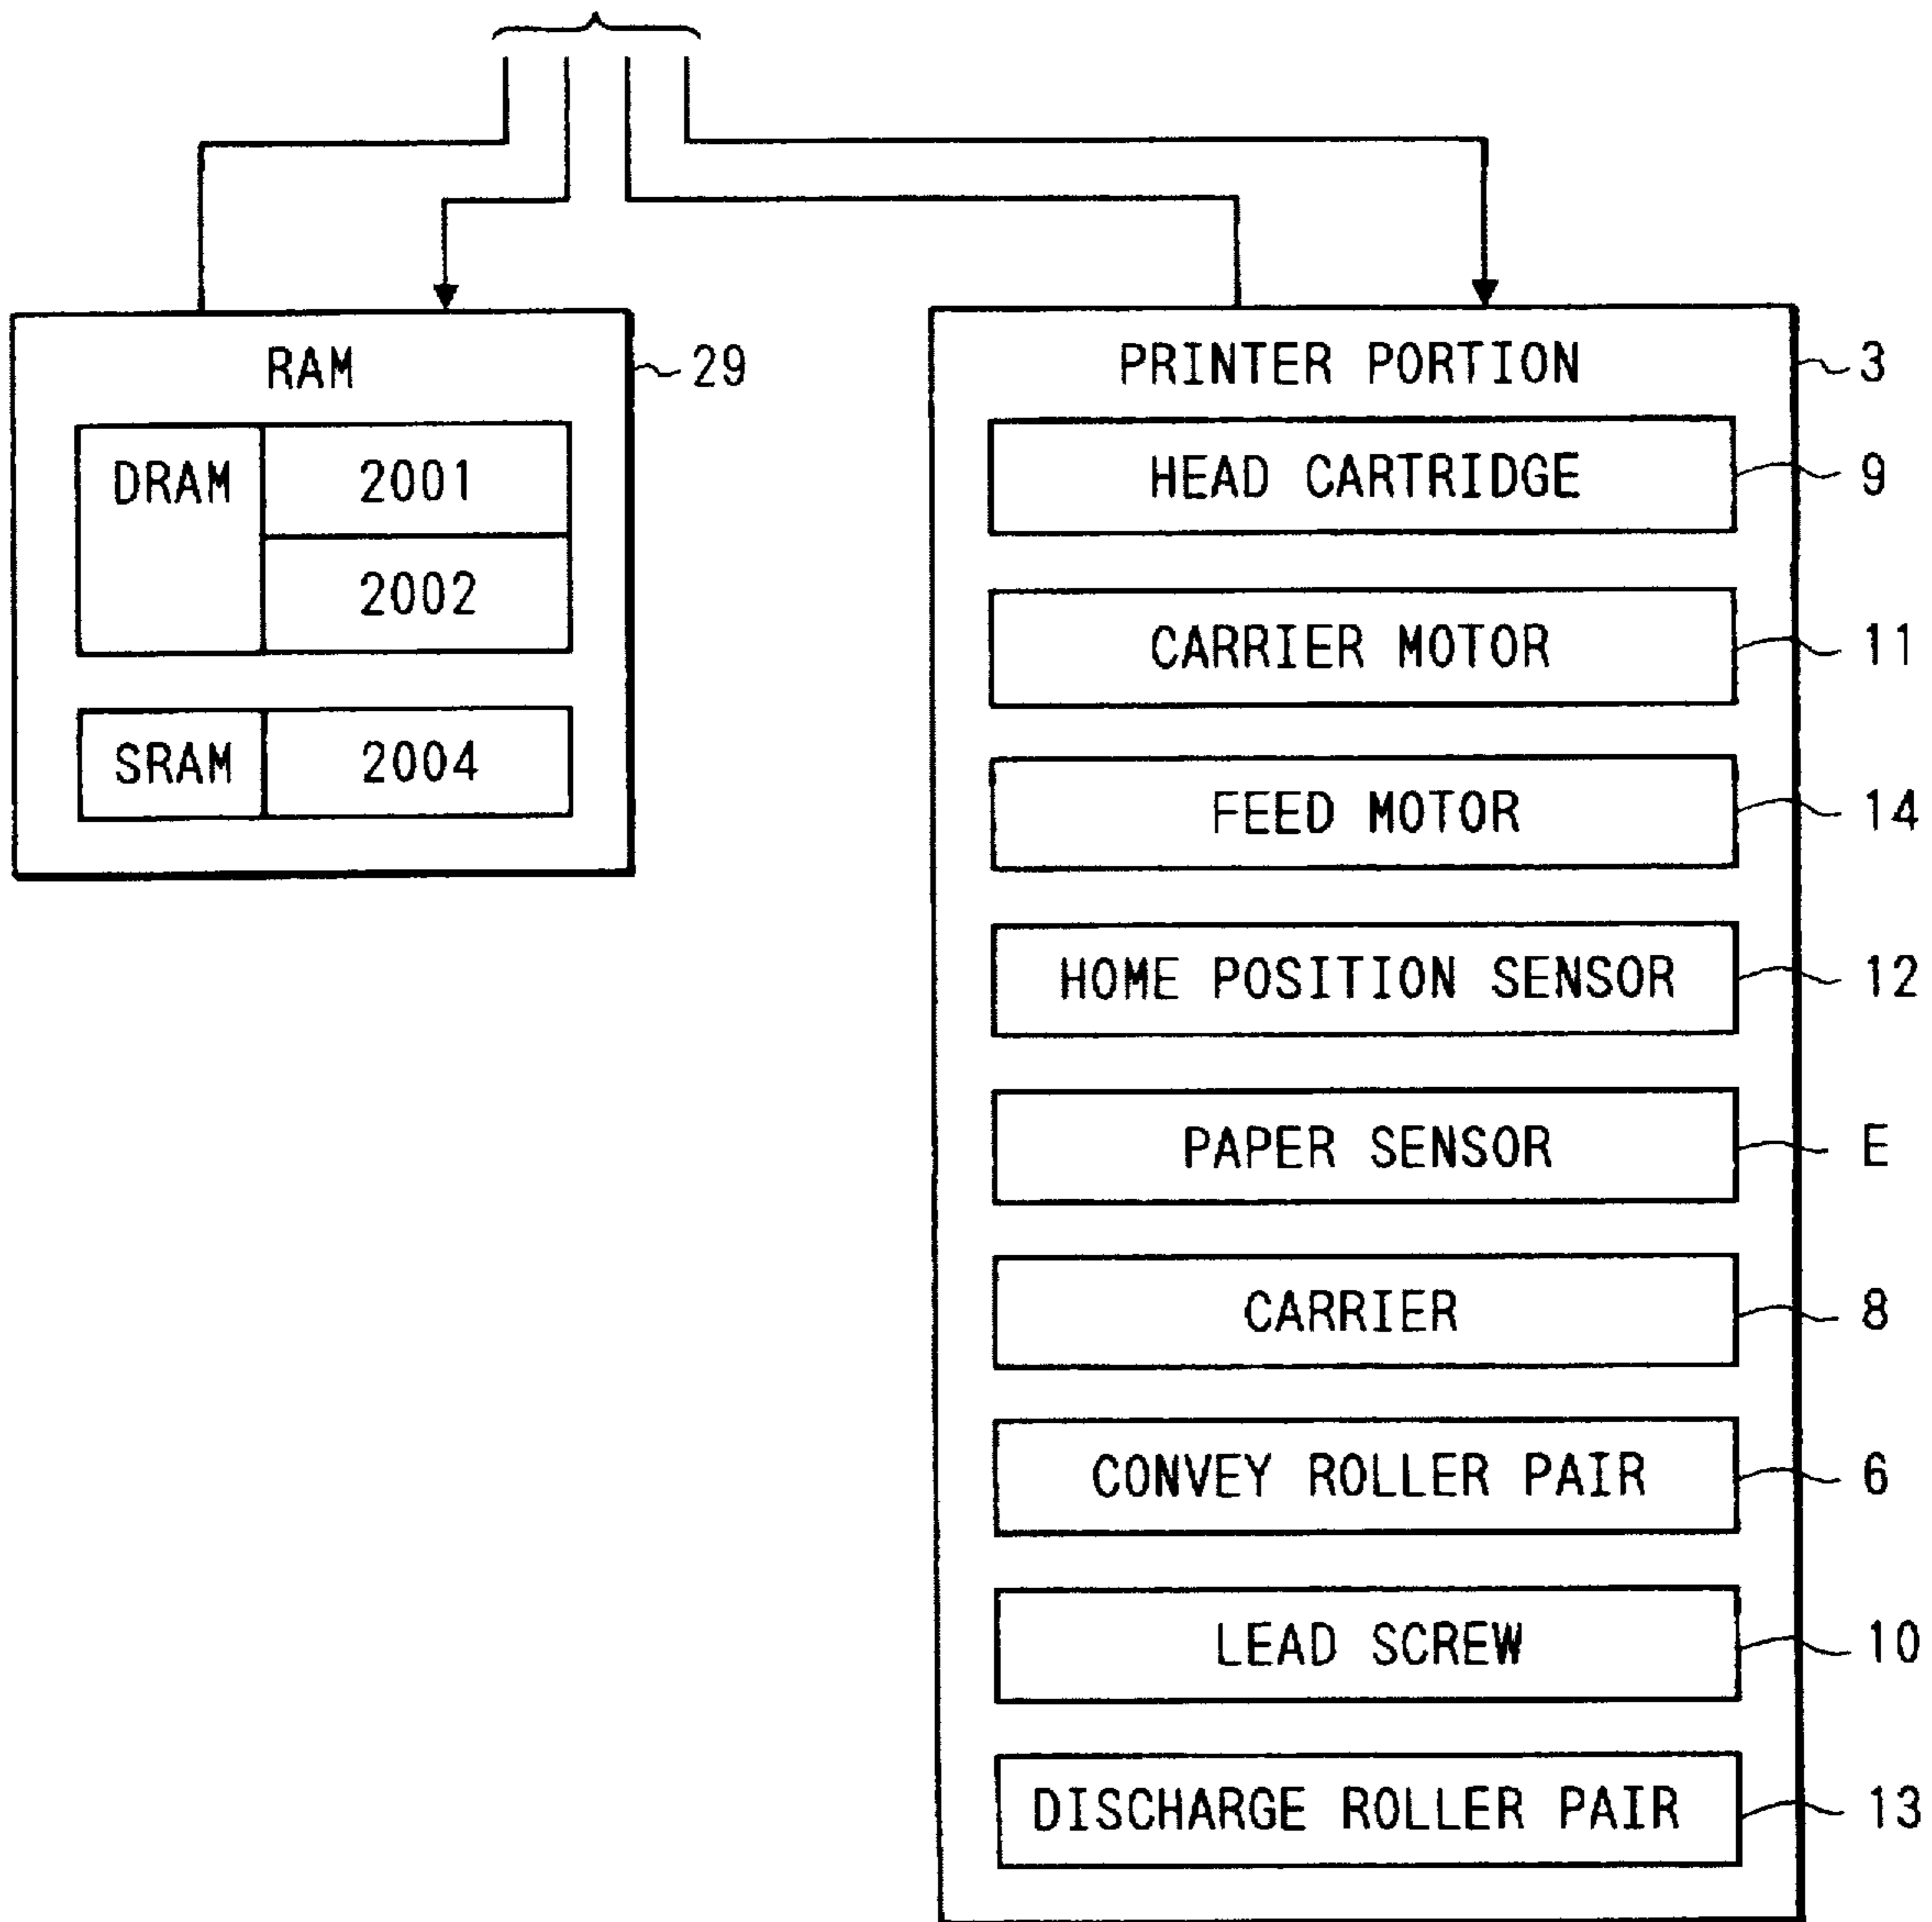 RAM
29
DRAM
2001
2002
SRAM
2004
PRINTER PORTION
3
HEAD CARTRIDGE
9
CARRIER MOTOR
11
FEED MOTOR
14
HOME POSITION SENSOR
12
PAPER SENSOR
E
CARRIER
8
CONVEY ROLLER PAIR
6
LEAD SCREW
10
DISCHARGE ROLLER PAIR
13